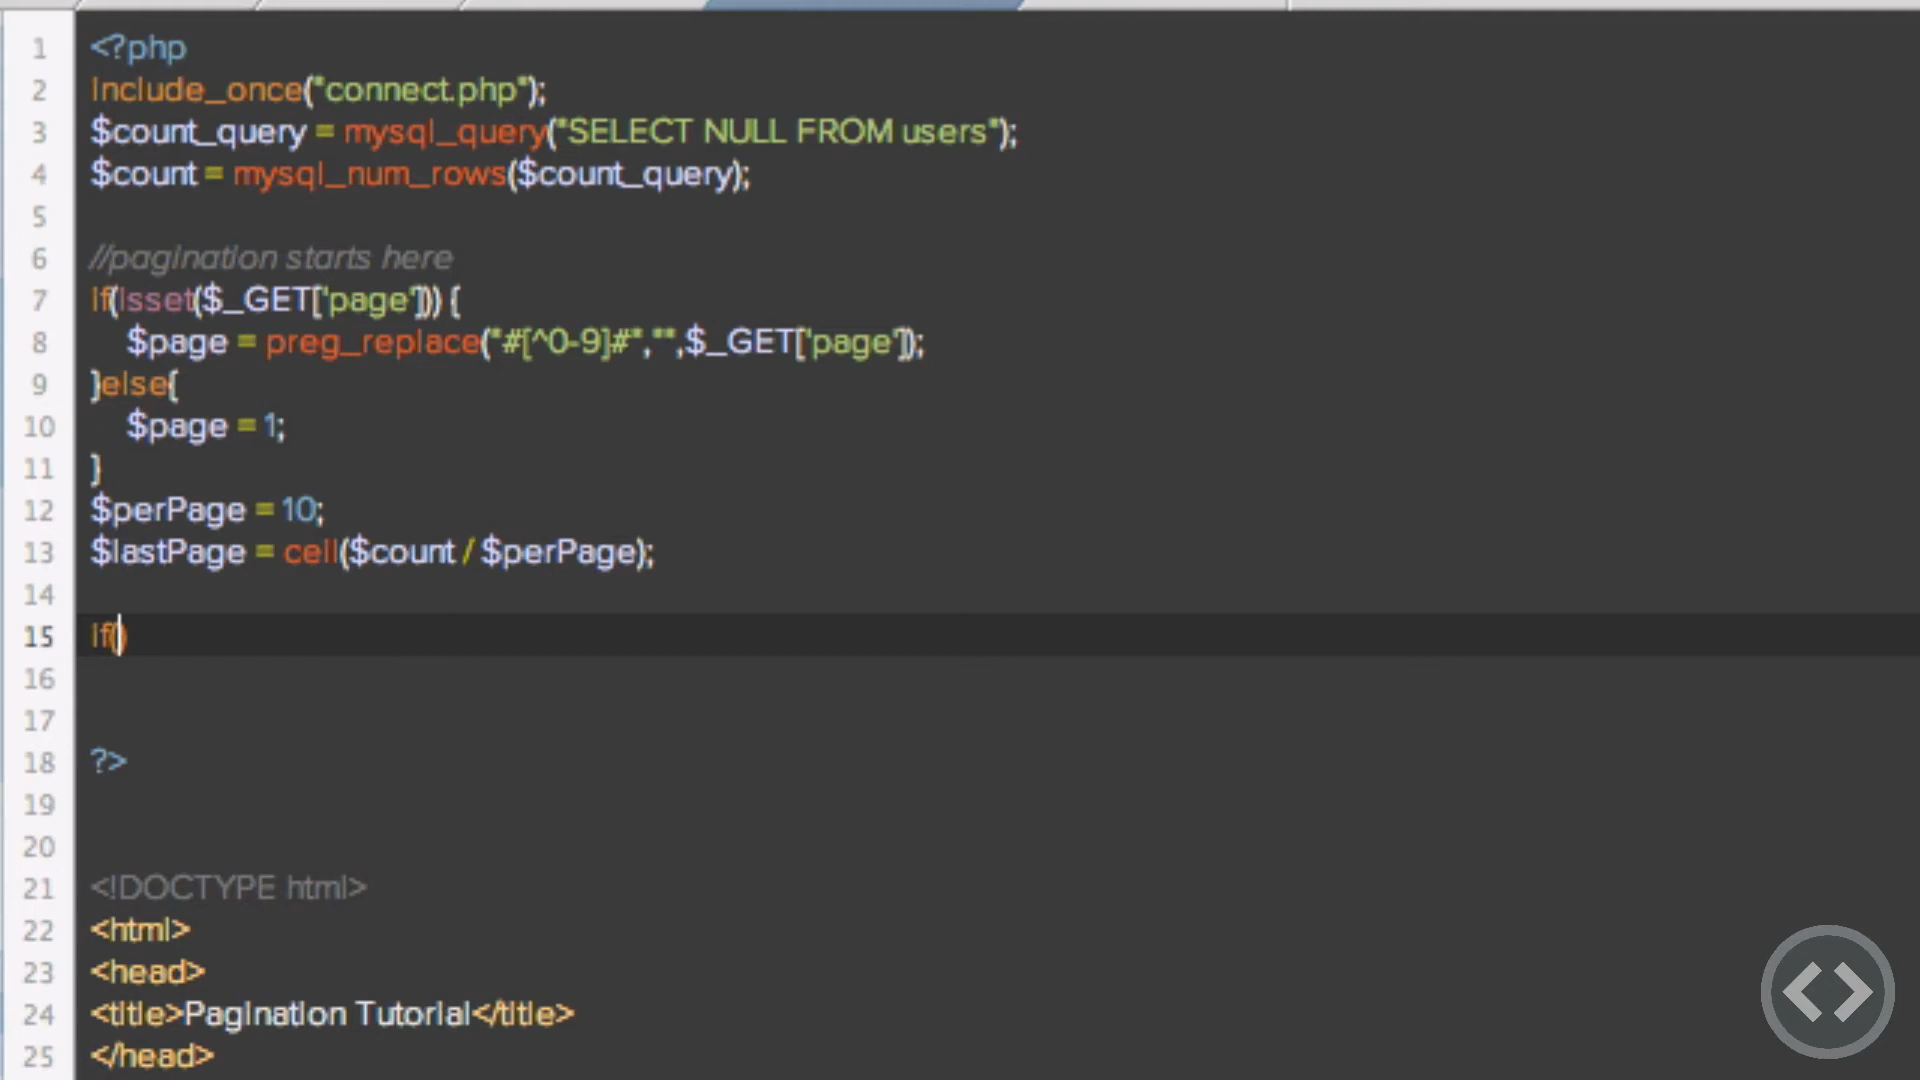 1 <?php
2 include_once("connect.php");
3 $count_query = mysql_query("SELECT NULL FROM users");
4 $count = mysql_num_rows($count_query);
5
6 //pagination starts here
7 if(isset($_GET['page'])) {
8 $page = preg_replace("#[^0-9]#","",$_GET['page']);
9 }else{
10 $page = 1;
11 }
12 $perPage = 10;
13 $lastPage = ceil($count / $perPage);
14
15 if()
16
17
18 ?>
19
20
21 <!DOCTYPE html>
22 <html>
23 <head>
24 <title>Pagination Tutorial</title>
25 </head>